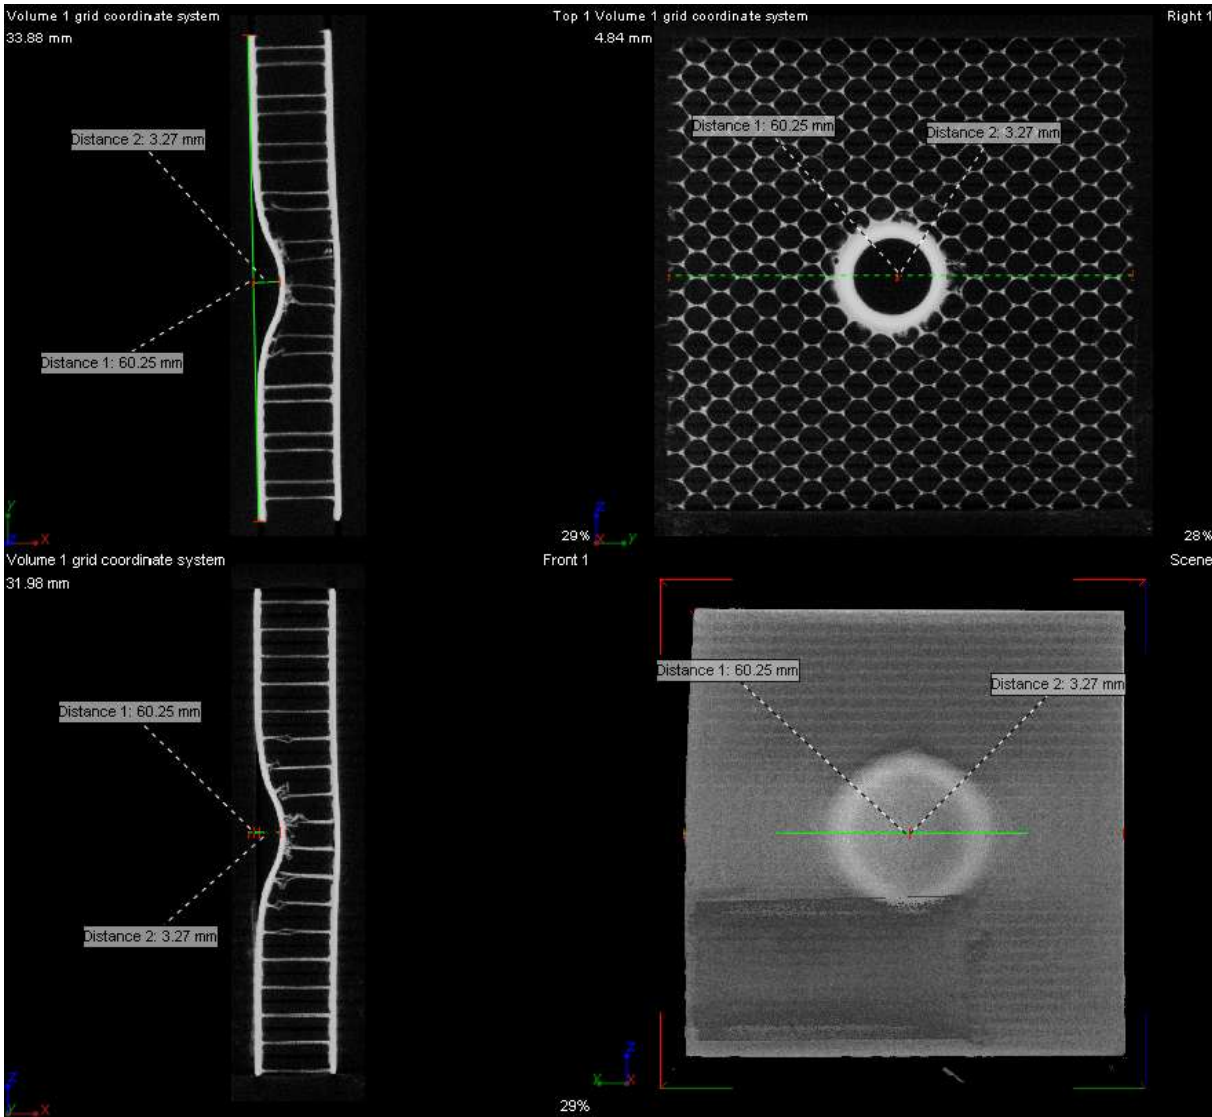 Volume 1 grid coordinate system
33.88 mm
Top 1
Distance 2: 3.27 mm
Distance 1: 60.25 mm
Y
Z
X
29%
Volume 1 grid coordinate system
4.84 mm
Right 1
Distance 1: 60.25 mm
Distance 2: 3.27 mm
Z
X
Y
28%
Volume 1 grid coordinate system
31.98 mm
Front 1
Distance 1: 60.25 mm
Distance 2: 3.27 mm
Z
Y
X
29%
Scene
Distance 1: 60.25 mm
Distance 2: 3.27 mm
Z
Y
X